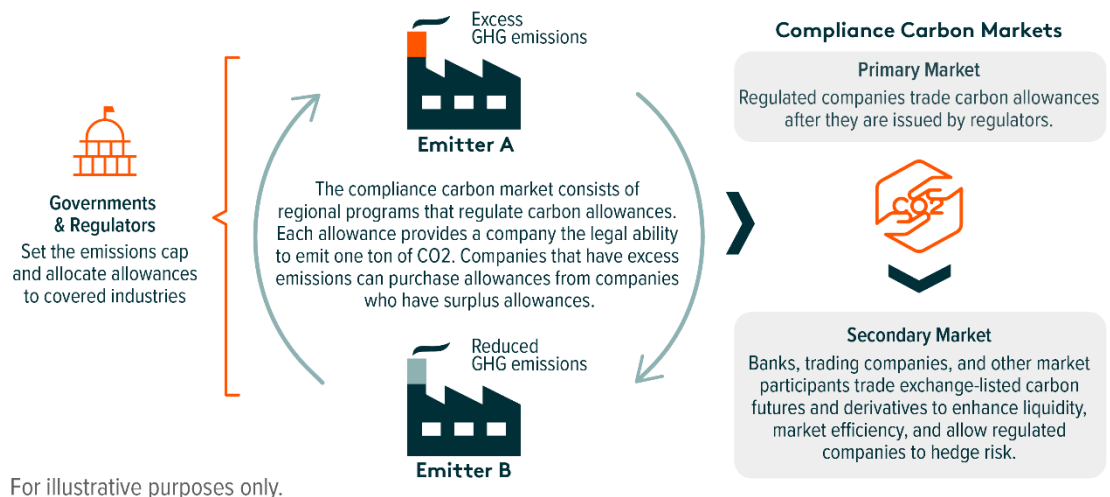 Governments
& Regulators
Set the emissions cap
and allocate allowances
to covered industries
Excess
GHG emissions
Emitter A
The compliance carbon market consists of
regional programs that regulate carbon allowances.
Each allowance provides a company the legal ability
to emit one ton of CO2. Companies that have excess
emissions can purchase allowances from companies
who have surplus allowances.
Reduced
GHG emissions
Emitter B
Compliance Carbon Markets
Primary Market
Regulated companies trade carbon allowances
after they are issued by regulators.
CO2
Secondary Market
Banks, trading companies, and other market
participants trade exchange-listed carbon
futures and derivatives to enhance liquidity,
market efficiency, and allow regulated
companies to hedge risk.
For illustrative purposes only.